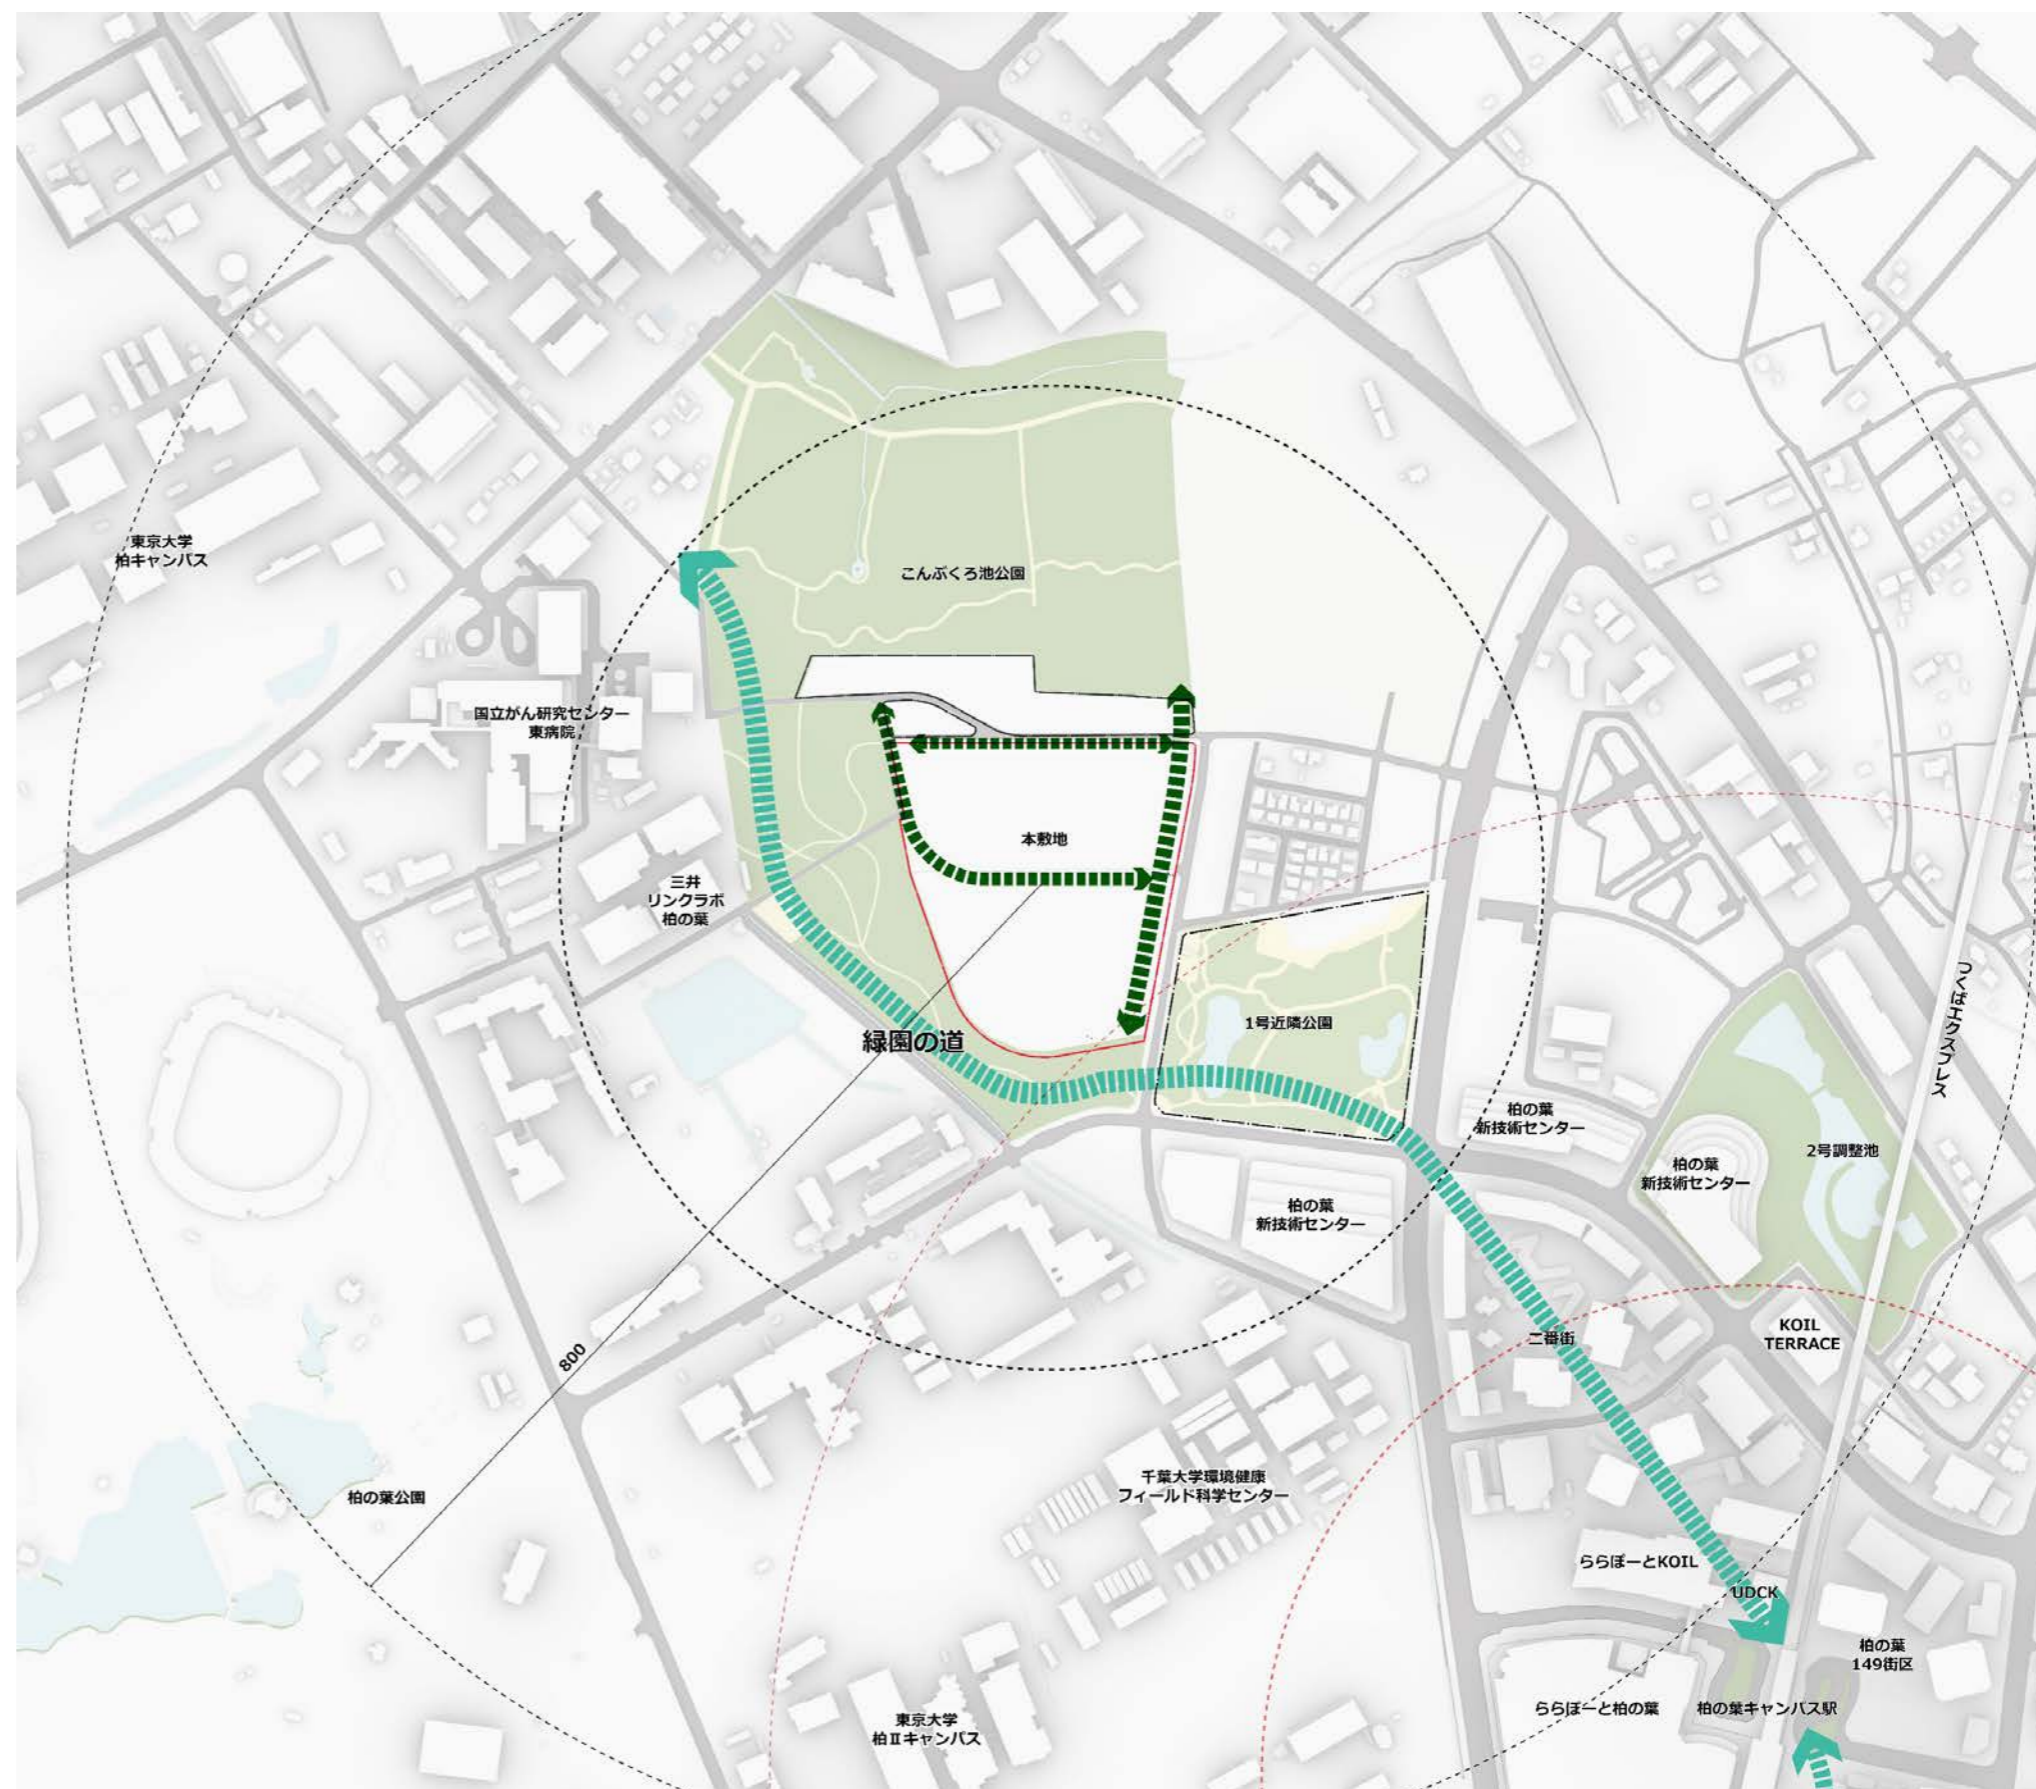 東京大学
柏キャンパス
こんぶくろ池公園
国立がん研究センター
東病院
本敷地
三井
リンクラボ
柏の葉
つくばエクスプレス
緑園の道
1号近隣公園
柏の葉
新技術センター
柏の葉
新技術センター
2号調整池
柏の葉
新技術センター
KOIL
TERRACE
二番街
800
柏の葉公園
千葉大学環境健康
フィールド科学センター
ららぽーとKOIL
UDCK
柏の葉
149街区
ららぽーと柏の葉
柏の葉キャンパス駅
東京大学
柏Ⅱキャンパス